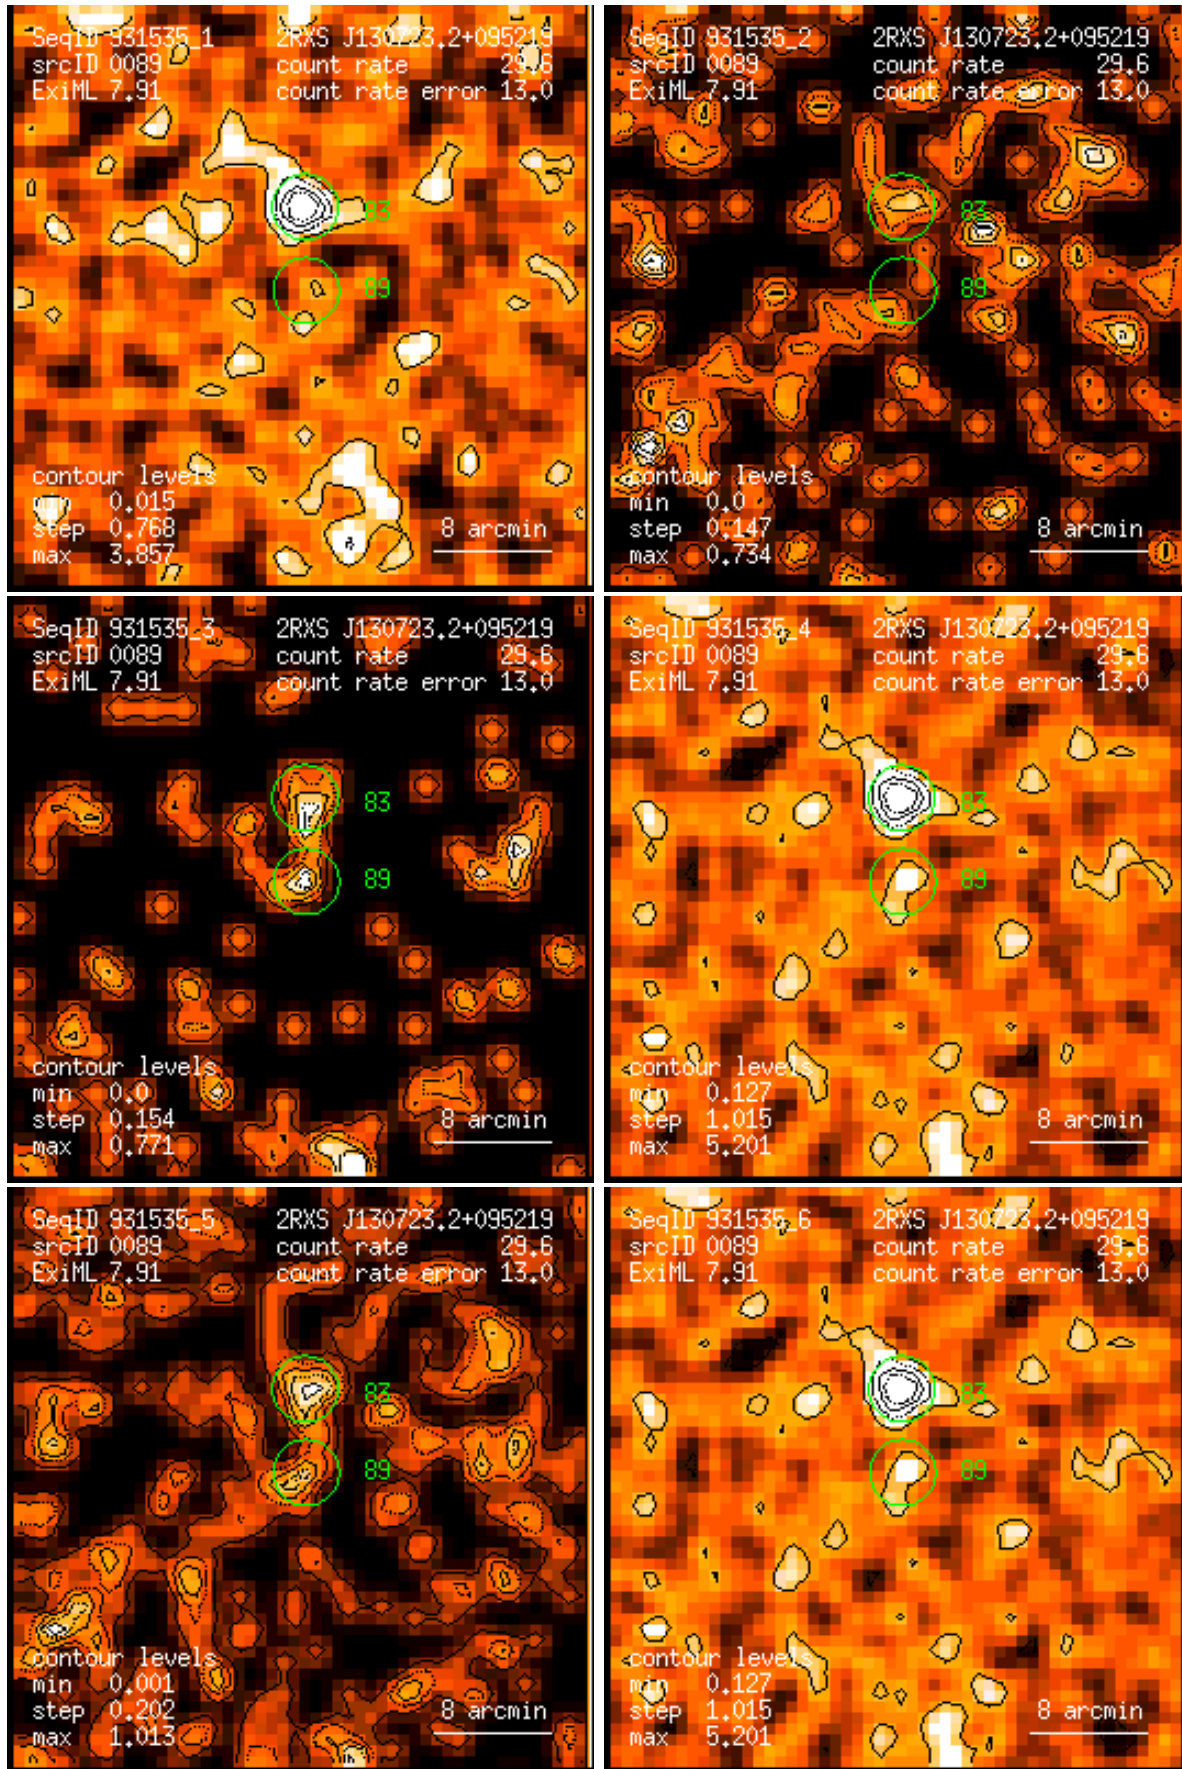 SeqID 931535_1 2RXS J130723.2+095219
srcID 0089 count rate 29.6
ExiML 7.91 count rate error 13.0
83
89
contour levels
min 0.015
step 0.768 8 arcmin
max 3.857
SeqID 931535_2 2RXS J130723.2+095219
srcID 0089 count rate 29.6
ExiML 7.91 count rate error 13.0
83
89
contour levels
min 0.0
step 0.147 8 arcmin
max 0.734
SeqID 931535_3 2RXS J130723.2+095219
srcID 0089 count rate 29.6
ExiML 7.91 count rate error 13.0
83
89
contour levels
min 0.0
step 0.154 8 arcmin
max 0.771
SeqID 931535_4 2RXS J130723.2+095219
srcID 0089 count rate 29.6
ExiML 7.91 count rate error 13.0
83
89
contour levels
min 0.127
step 1.015 8 arcmin
max 5.201
SeqID 931535_5 2RXS J130723.2+095219
srcID 0089 count rate 29.6
ExiML 7.91 count rate error 13.0
83
89
contour levels
min 0.001
step 0.202 8 arcmin
max 1.013
SeqID 931535_6 2RXS J130723.2+095219
srcID 0089 count rate 29.6
ExiML 7.91 count rate error 13.0
83
89
contour levels
min 0.127
step 1.015 8 arcmin
max 5.201